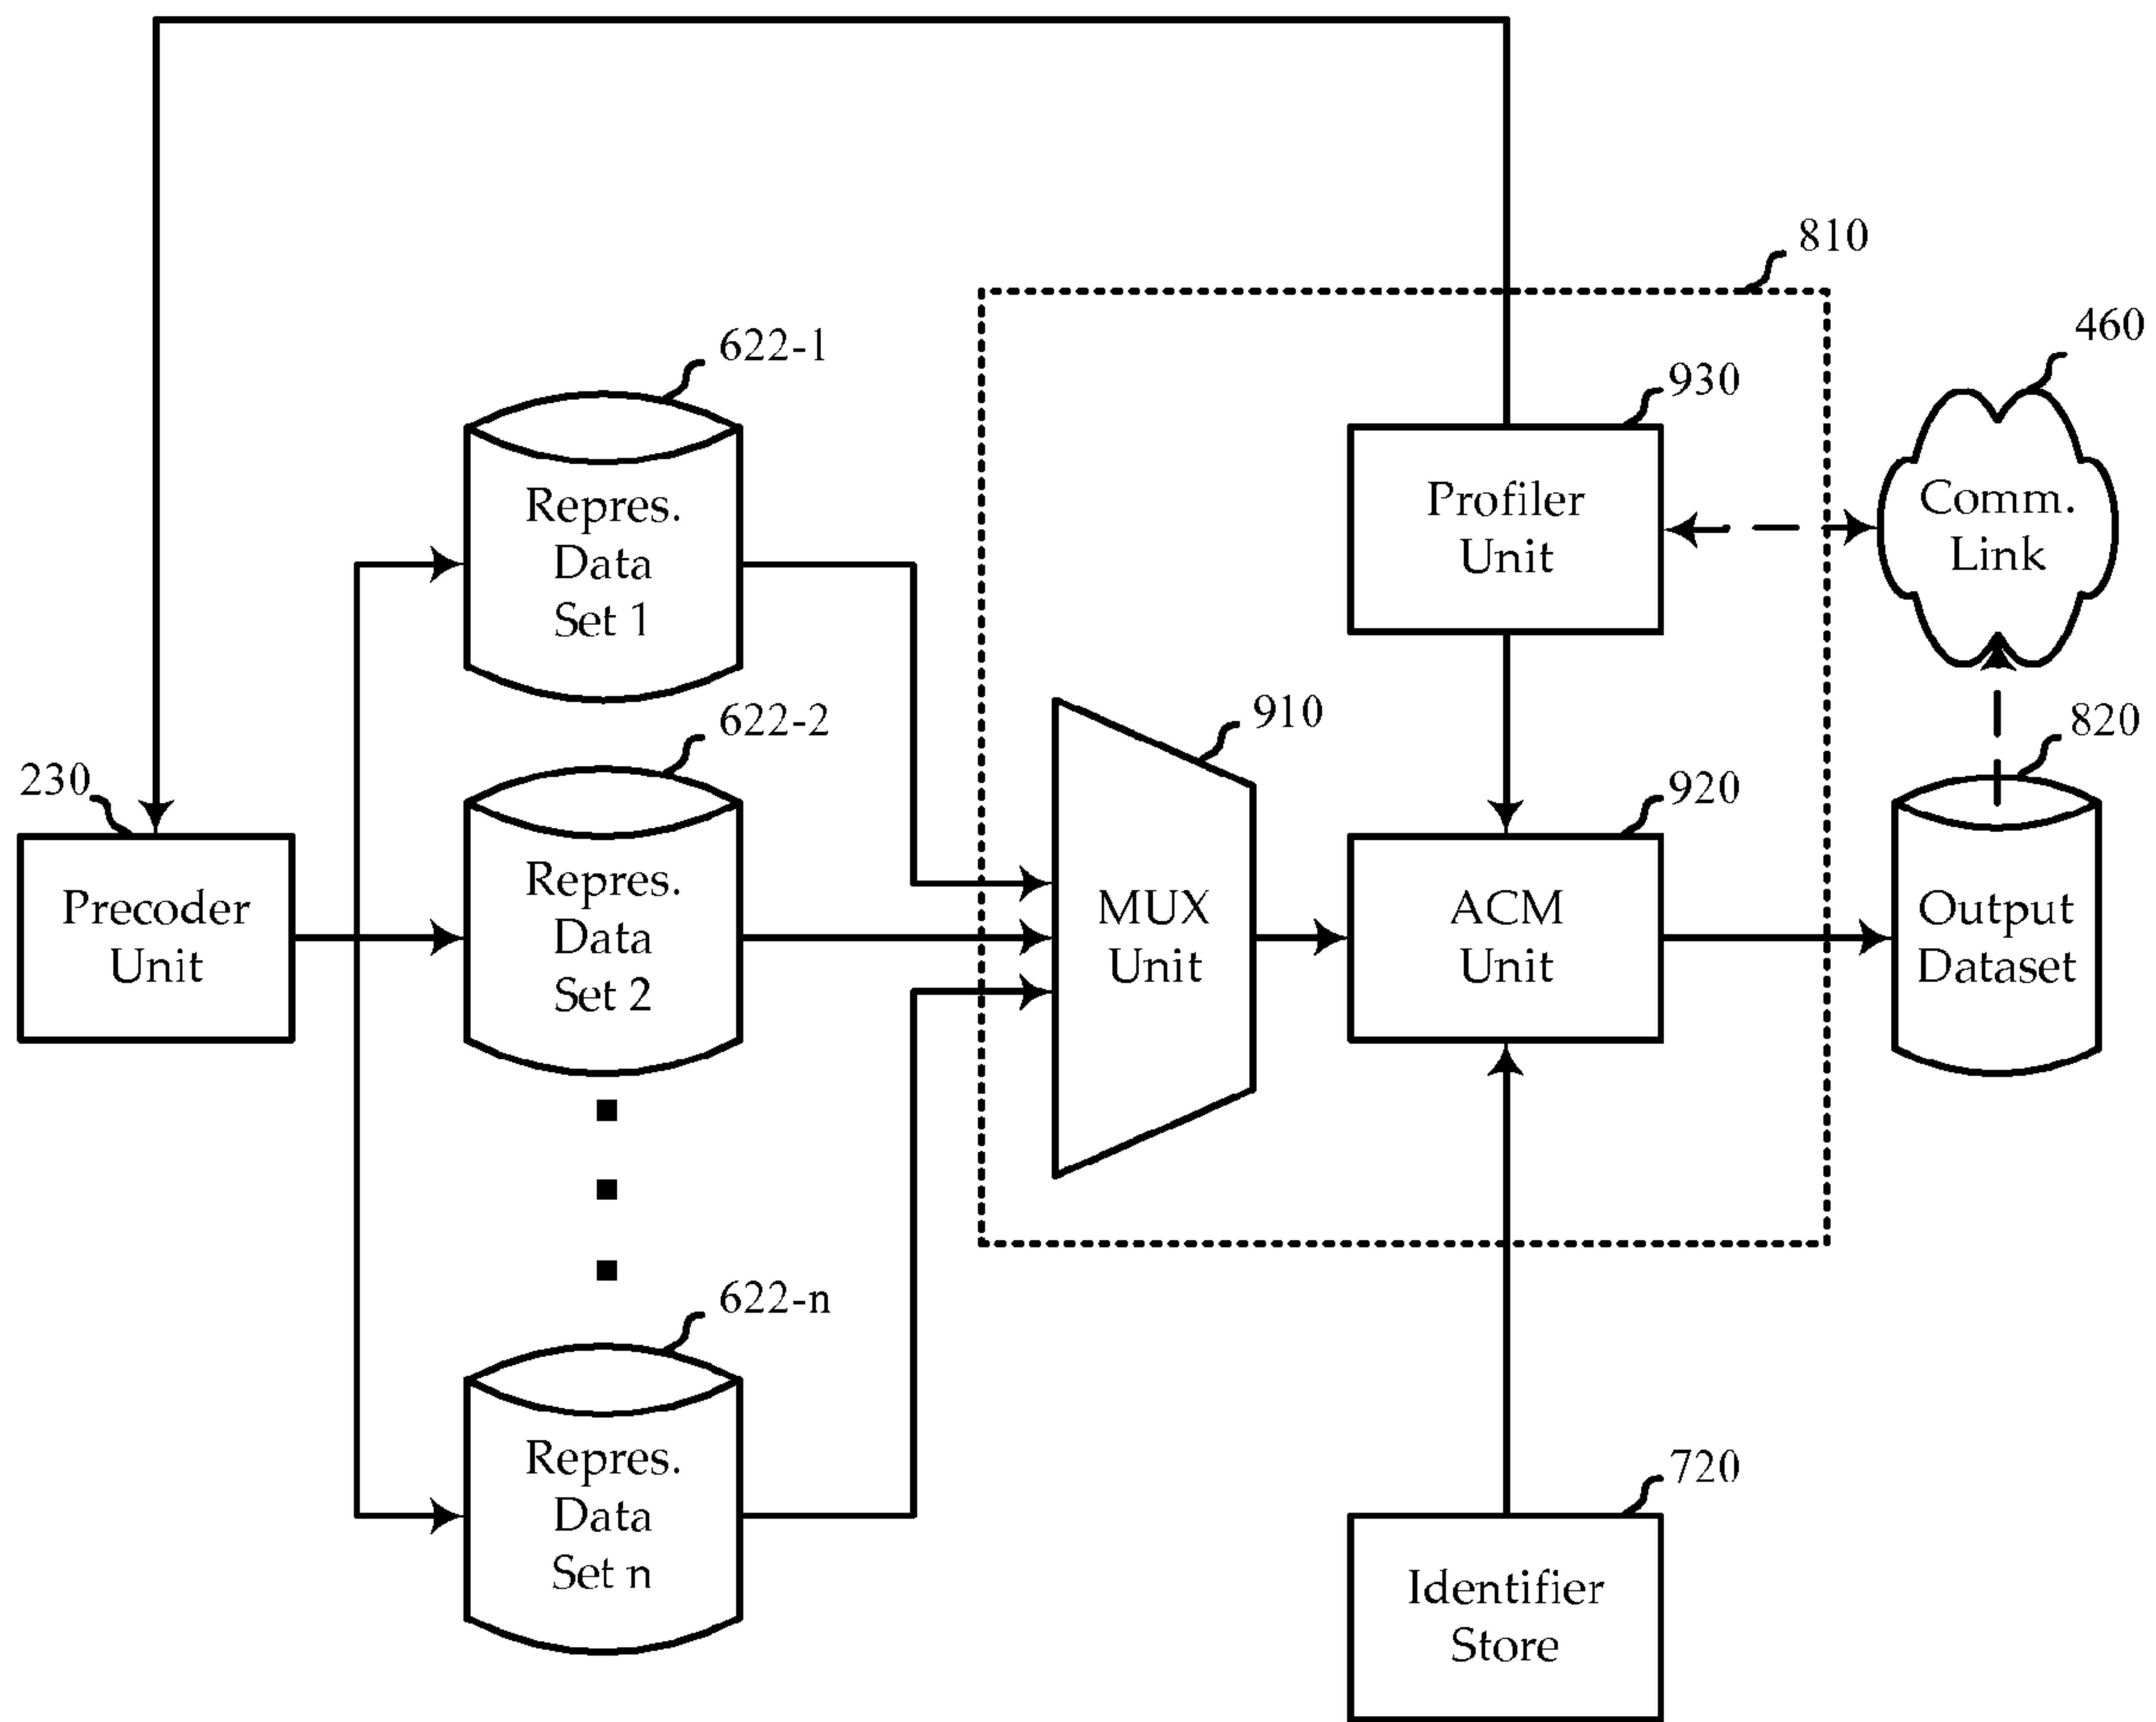 810
460
622-1
930
Repres.
Data
Set 1
Profiler
Unit
Comm.
Link
622-2
910
820
230
920
Precoder
Unit
Repres.
Data
Set 2
MUX
Unit
ACM
Unit
Output
Dataset
622-n
720
Repres.
Data
Set n
Identifier
Store